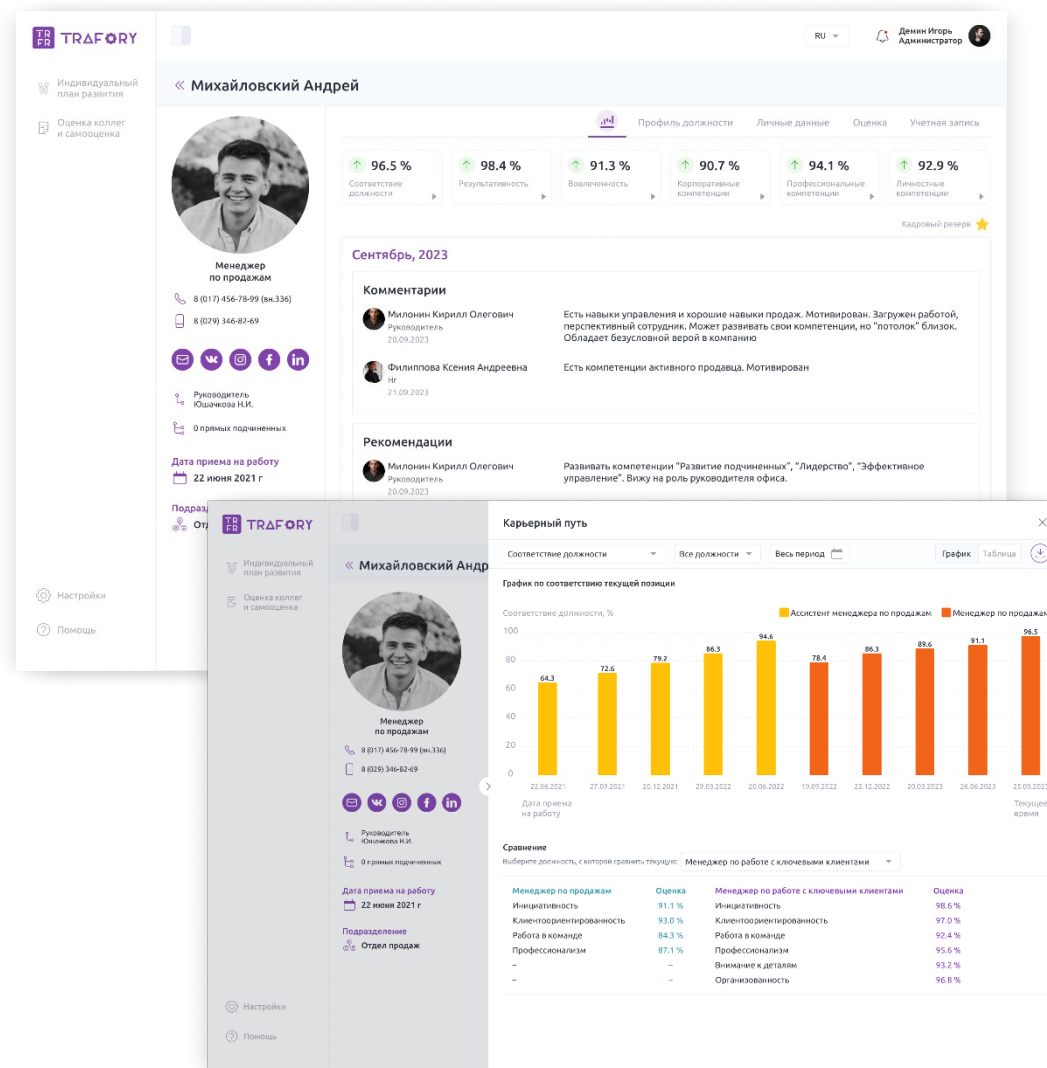 TR
FR
TRAFORY
RU
Демин Игорь
Администратор
Индивидуальный
план развития
Оценка коллег
и самооценка
Настройки
Помощь
« Михайловский Андрей
Менеджер
по продажам
8 (017) 456-78-99 (вн.336)
8 (029) 346-82-69
Руководитель
Юшачкова Н.И.
0 прямых подчиненных
Дата приема на работу
22 июня 2021 г
Профиль должности
Личные данные
Оценка
Учетная запись
96.5 %
Соответствие
должности
98.4 %
Результативность
91.3 %
Вовлеченность
90.7 %
Корпоративные
компетенции
94.1 %
Профессиональные
компетенции
92.9 %
Личностные
компетенции
Кадровый резерв
Сентябрь, 2023
Комментарии
Милонин Кирилл Олегович
Руководитель
20.09.2023
Есть навыки управления и хорошие навыки продаж. Мотивирован. Загружен работой,
перспективный сотрудник. Может развивать свои компетенции, но "потолок" близок.
Обладает безусловной верой в компанию
Филиппова Ксения Андреевна
Hr
21.09.2023
Есть компетенции активного продавца. Мотивирован
Рекомендации
Милонин Кирилл Олегович
Руководитель
20.09.2023
Развивать компетенции "Развитие подчиненных", "Лидерство", "Эффективное
управление". Вижу на роль руководителя офиса.
TR
FR
TRAFORY
Индивидуальный
план развития
Оценка коллег
и самооценка
Настройки
Помощь
« Михайловский Андр
Менеджер
по продажам
8 (017) 456-78-99 (вн.336)
8 (029) 346-82-69
Руководитель
Юшачкова Н.И.
0 прямых подчиненных
Дата приема на работу
22 июня 2021 г
Подразделение
Отдел продаж
Карьерный путь
Соответствие должности
Все должности
Весь период
График
Таблица
График по соответствию текущей позиции
Соответствие должности, %
Ассистент менеджера по продажам
Менеджер по продажам
100
80
60
40
20
0
64.3
72.6
79.2
86.3
94.6
78.4
86.3
89.6
91.1
96.5
22.06.2021
27.09.2021
20.12.2021
29.03.2022
20.06.2022
19.09.2022
22.12.2022
20.03.2023
26.06.2023
25.09.2023
Дата приема
на работу
Текущее
время
Сравнение
Выберите должность, с которой сравнить текущую:
Менеджер по работе с ключевыми клиентами
Менеджер по продажам Оценка
Инициативность 91.1 %
Клиентоориентированность 93.0 %
Работа в команде 84.3 %
Профессионализм 87.1 %
– –
– –
Менеджер по работе с ключевыми клиентами Оценка
Инициативность 98.6 %
Клиентоориентированность 97.0 %
Работа в команде 92.4 %
Профессионализм 95.6 %
Внимание к деталям 93.2 %
Организованность 96.8 %